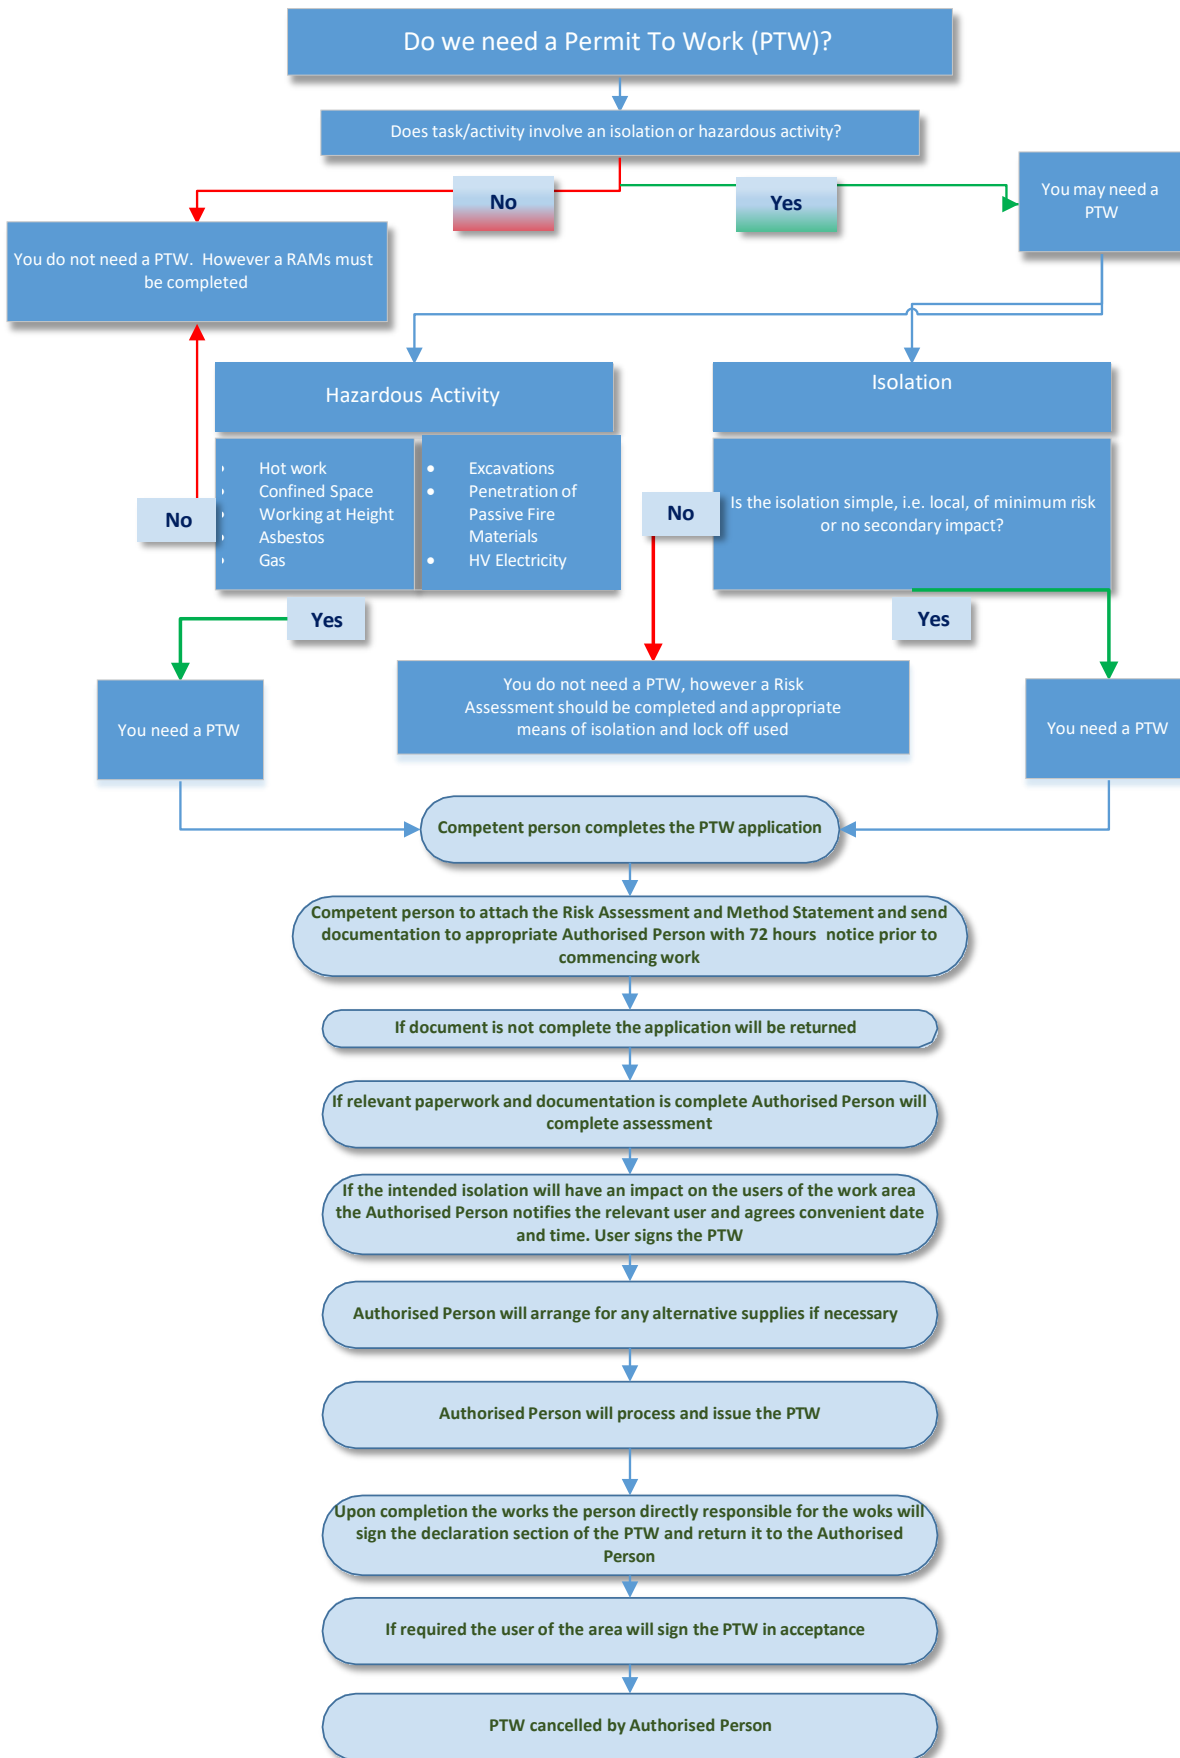 Do we need a Permit To Work (PTW)?
Does task/activity involve an isolation or hazardous activity?
No
Yes
You may need a
PTW
You do not need a PTW.  However a RAMs must
be completed
Hazardous Activity
Isolation
• Hot work
• Confined Space
• Working at Height
• Asbestos
• Gas
• Excavations
• Penetration of
Passive Fire
Materials
• HV Electricity
No
No
Is the isolation simple, i.e. local, of minimum risk
or no secondary impact?
Yes
Yes
You need a PTW
You do not need a PTW, however a Risk
Assessment should be completed and appropriate
means of isolation and lock off used
You need a PTW
Competent person completes the PTW application
Competent person to attach the Risk Assessment and Method Statement and send
documentation to appropriate Authorised Person with 72 hours  notice prior to
commencing work
If document is not complete the application will be returned
If relevant paperwork and documentation is complete Authorised Person will
complete assessment
If the intended isolation will have an impact on the users of the work area
the Authorised Person notifies the relevant user and agrees convenient date
and time. User signs the PTW
Authorised Person will arrange for any alternative supplies if necessary
Authorised Person will process and issue the PTW
Upon completion the works the person directly responsible for the woks will
sign the declaration section of the PTW and return it to the Authorised
Person
If required the user of the area will sign the PTW in acceptance
PTW cancelled by Authorised Person